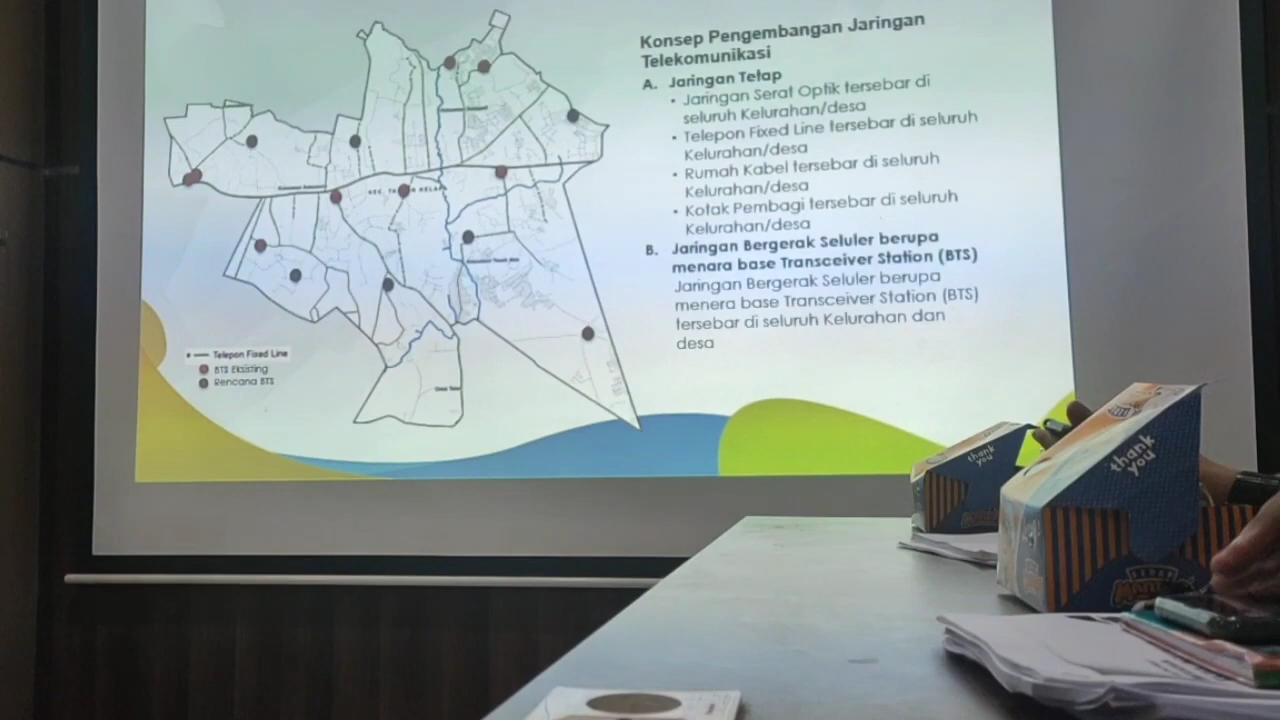 Konsep Pengembangan Jaringan
Telekomunikasi
A. Jaringan Tetap
• Jaringan Serat Optik tersebar di
seluruh Kelurahan/desa
• Telepon Fixed Line tersebar di seluruh
Kelurahan/desa
• Rumah Kabel tersebar di seluruh
Kelurahan/desa
• Kotak Pembagi tersebar di seluruh
Kelurahan/desa
B. Jaringan Bergerak Seluler berupa
menara base Transceiver Station (BTS)
Jaringan Bergerak Seluler berupa
menera base Transceiver Station (BTS)
tersebar di seluruh Kelurahan dan
desa
KEC.
Telepon Fixed Line
BTS Eksisting
Rencana BTS
thank
you
thank
you